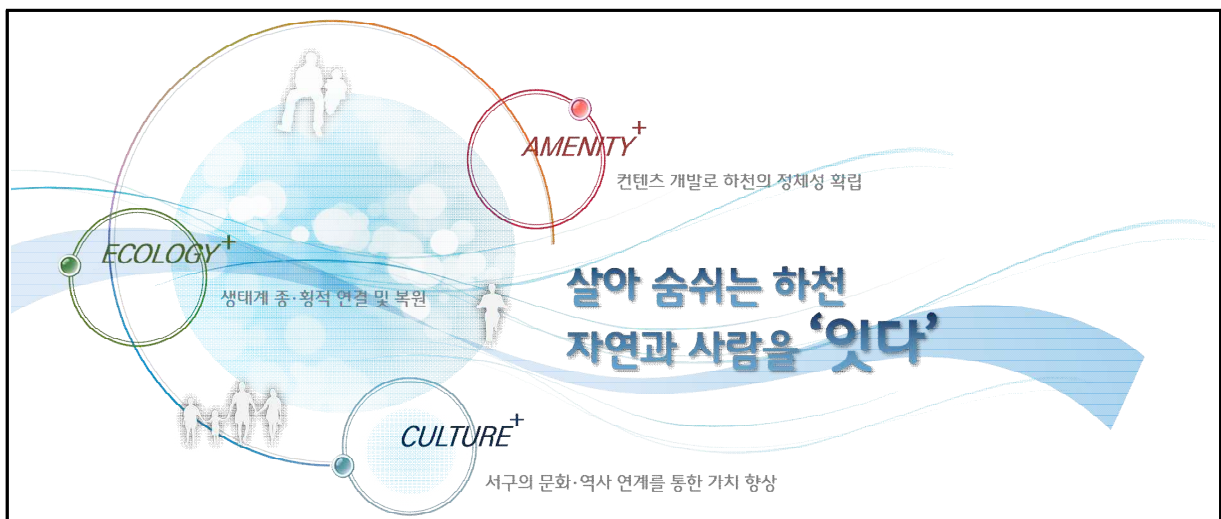 AMENITY+
컨텐츠 개발로 하천의 정체성 확립
ECOLOGY+
생태계 종·횡적 연결 및 복원
살아 숨쉬는 하천
자연과 사람을 '잇다'
CULTURE+
서구의 문화·역사 연계를 통한 가치 향상